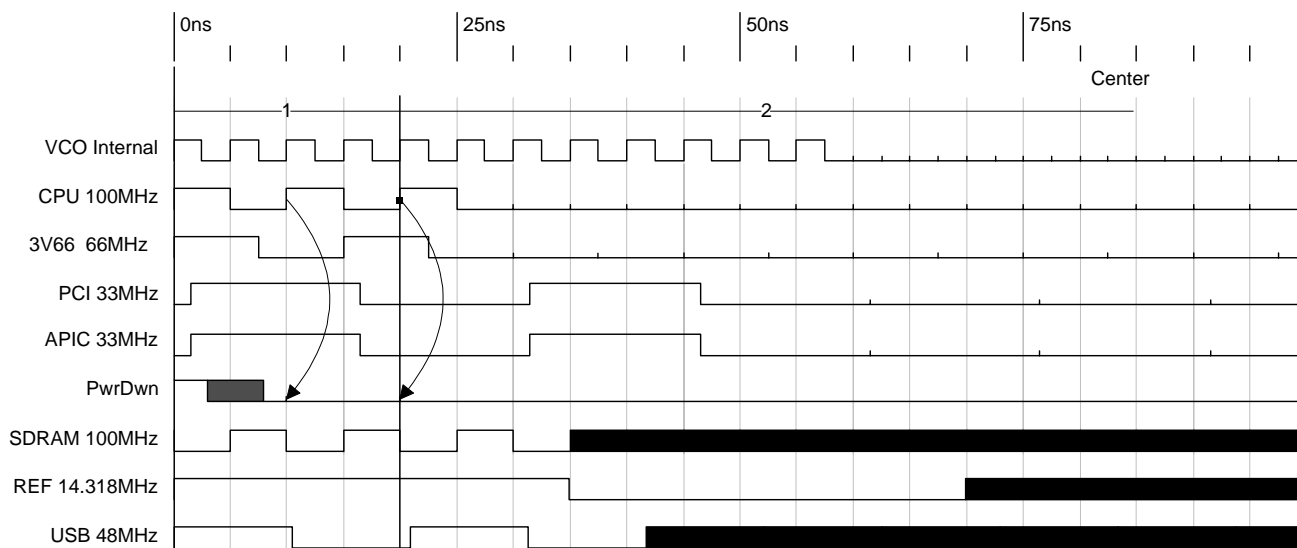 0ns 25ns 50ns 75ns
Center
1 2
VCO Internal
CPU 100MHz
3V66 66MHz
PCI 33MHz
APIC 33MHz
PwrDwn
SDRAM 100MHz
REF 14.318MHz
USB 48MHz